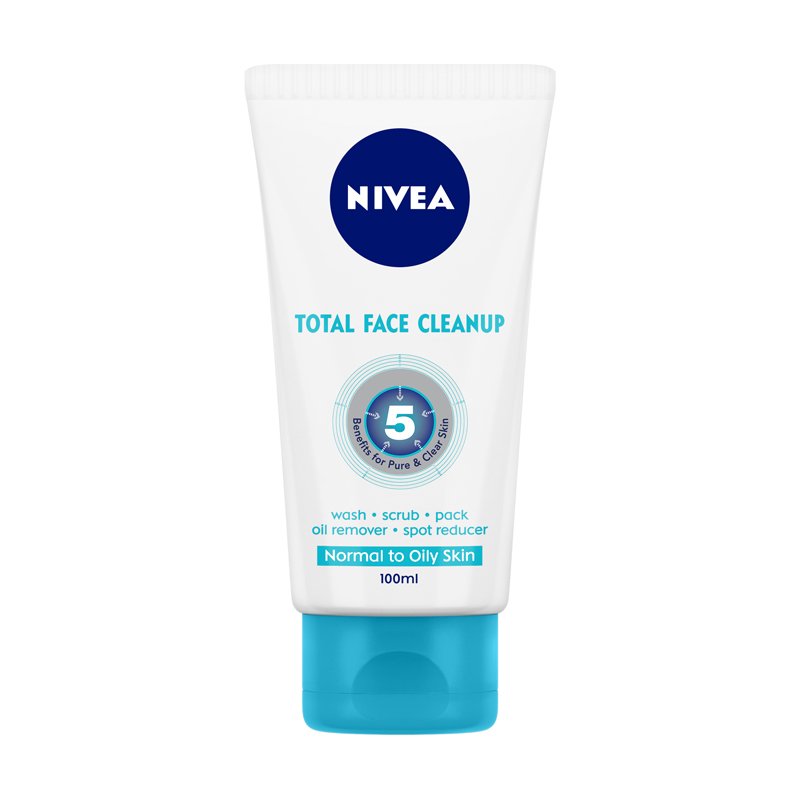 NIVEA
TOTAL FACE CLEANUP
5
Benefits for Pure & Clear Skin
wash • scrub • pack
oil remover • spot reducer
Normal to Oily Skin
100ml